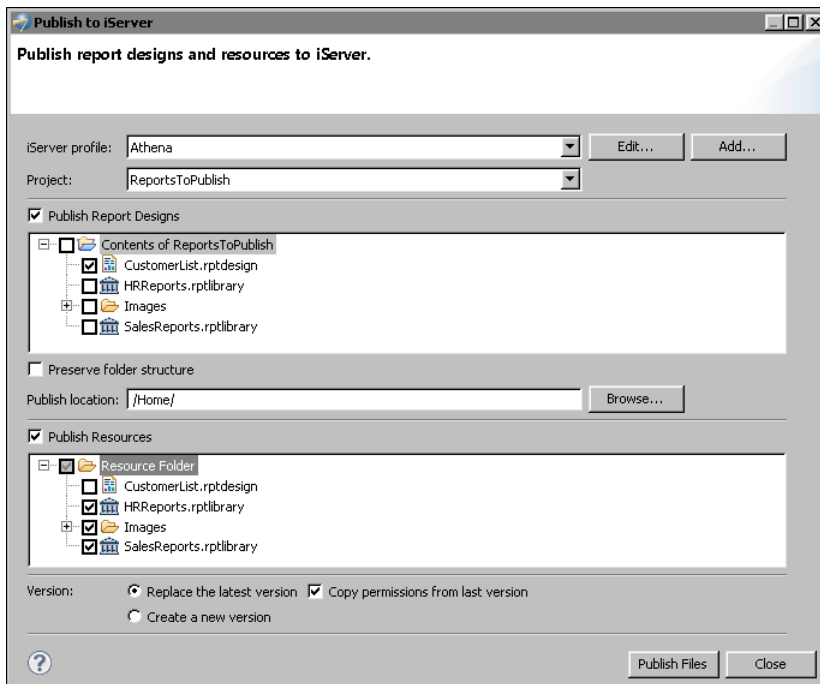 Publish to iServer
Publish report designs and resources to iServer.
iServer profile: Athena Edit... Add...
Project: ReportsToPublish
Publish Report Designs
Contents of ReportsToPublish
CustomerList.rptdesign
HRReports.rptlibrary
Images
SalesReports.rptlibrary
Preserve folder structure
Publish location: /Home/ Browse...
Publish Resources
Resource Folder
CustomerList.rptdesign
HRReports.rptlibrary
Images
SalesReports.rptlibrary
Version: Replace the latest version Copy permissions from last version
Create a new version
? Publish Files Close